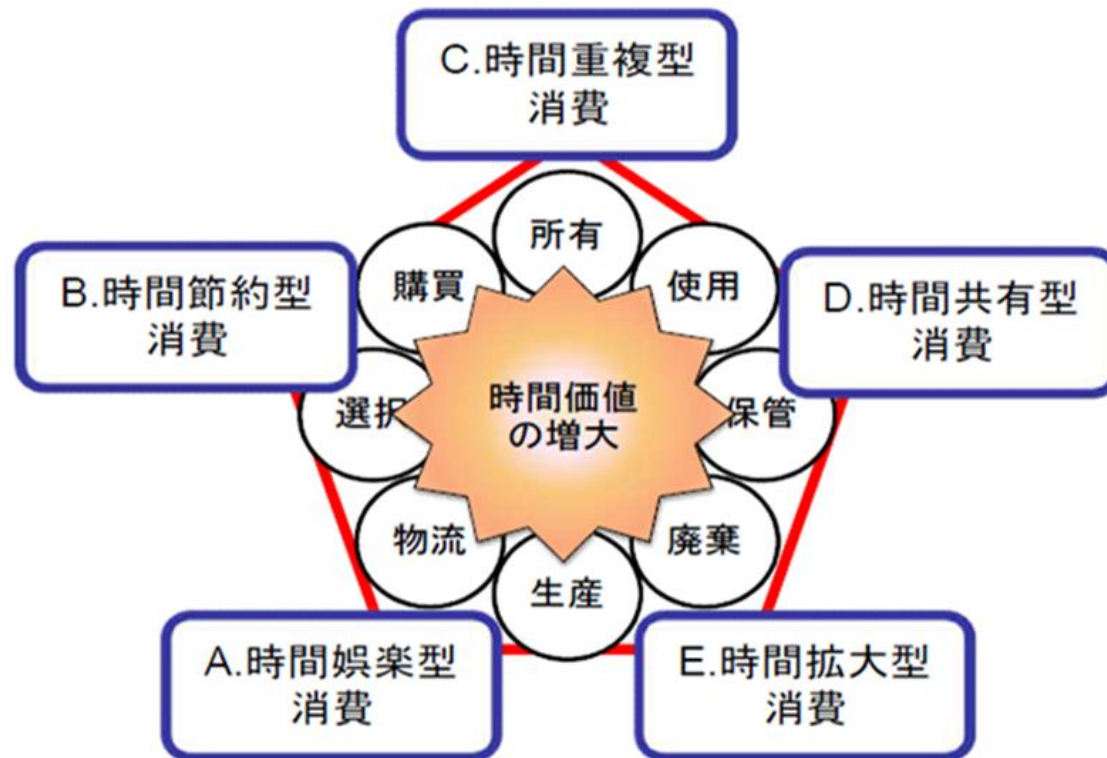 C.時間重複型
消費
所有
購買
使用
B.時間節約型
消費
D.時間共有型
消費
選択
時間価値
の増大
保管
物流
廃棄
生産
A.時間娯楽型
消費
E.時間拡大型
消費